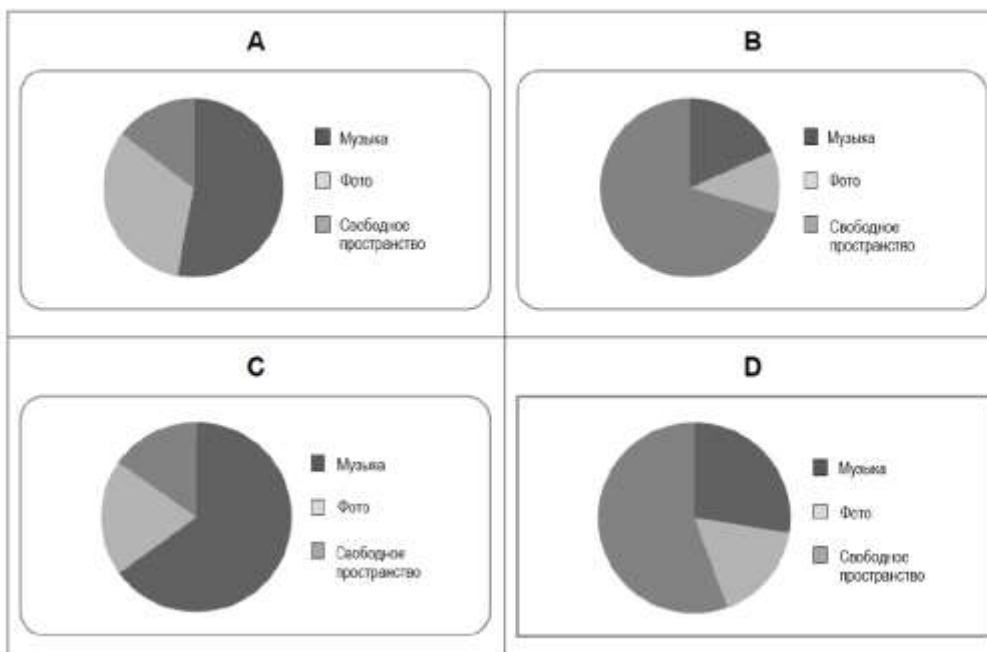 A
Музыка
Фото
Свободное
пространство
B
Музыка
Фото
Свободное
пространство
C
Музыка
Фото
Свободное
пространство
D
Музыка
Фото
Свободное
пространство